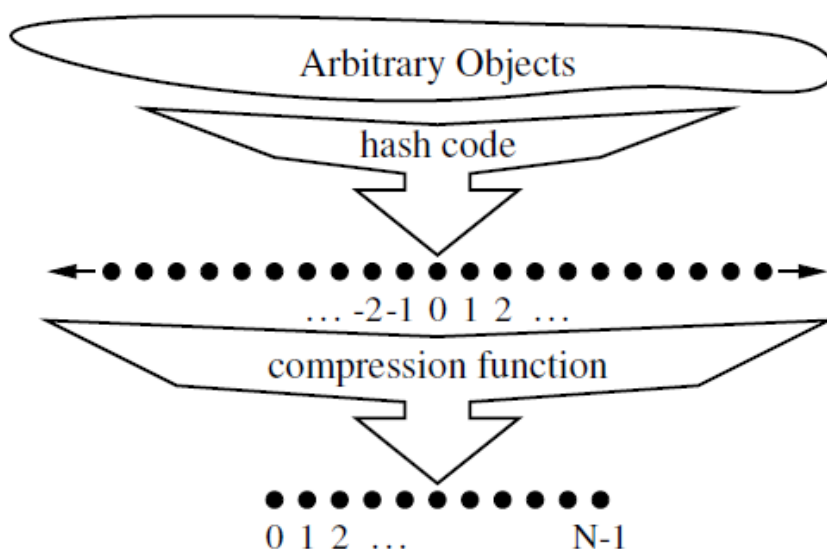 Arbitrary Objects
hash code
… -2-1 0 1 2 …
compression function
0 1 2 … N-1